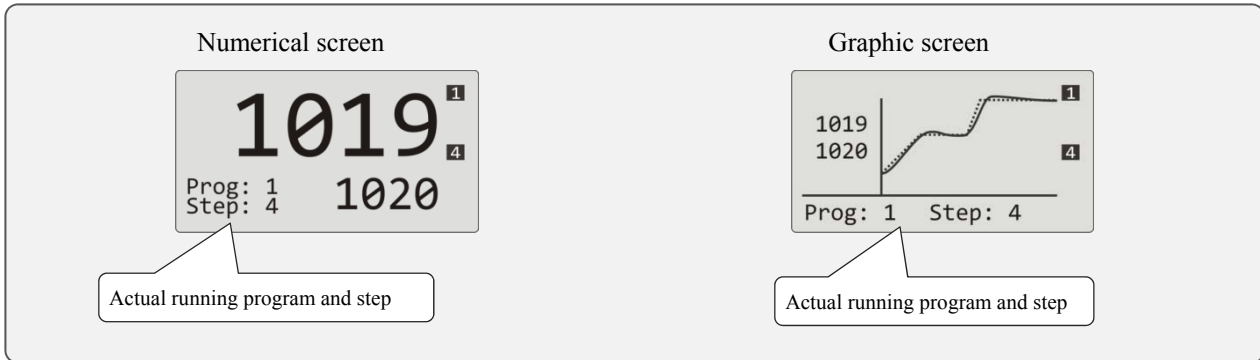 Numerical screen
1019
1
4
Prog: 1
Step: 4
1020
Actual running program and step
Graphic screen
1019
1020
1
4
Prog: 1 Step: 4
Actual running program and step